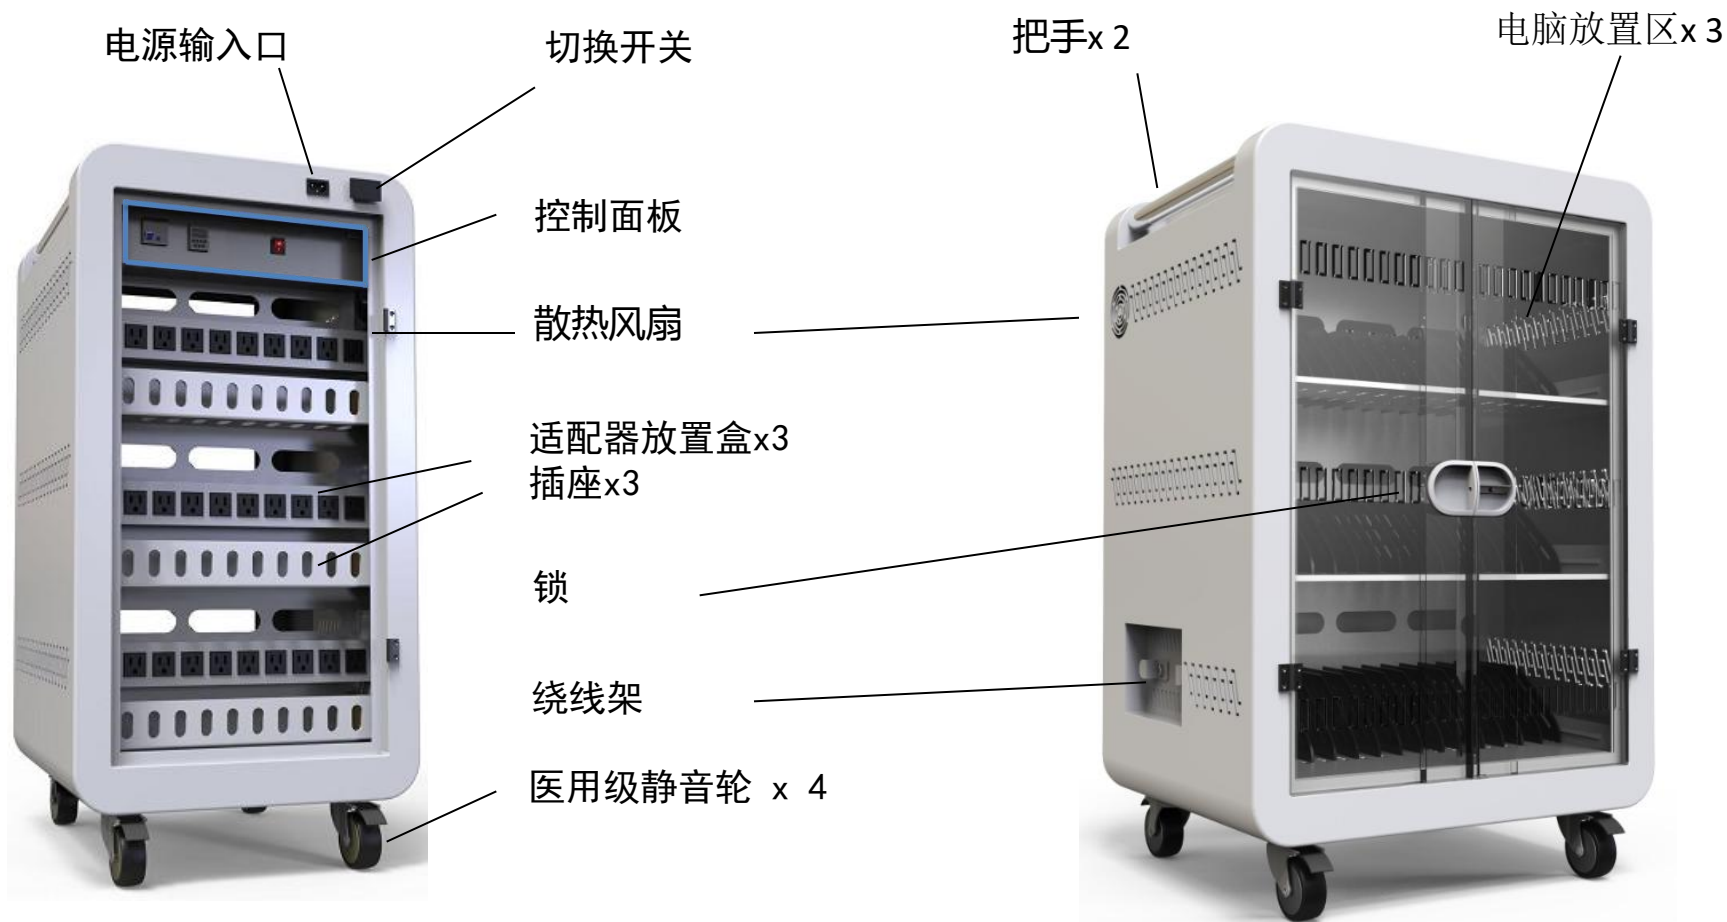 电源输入口
切换开关
把手x 2
电脑放置区x 3
控制面板
散热风扇
适配器放置盒x3
插座x3
锁
绕线架
医用级静音轮 x 4